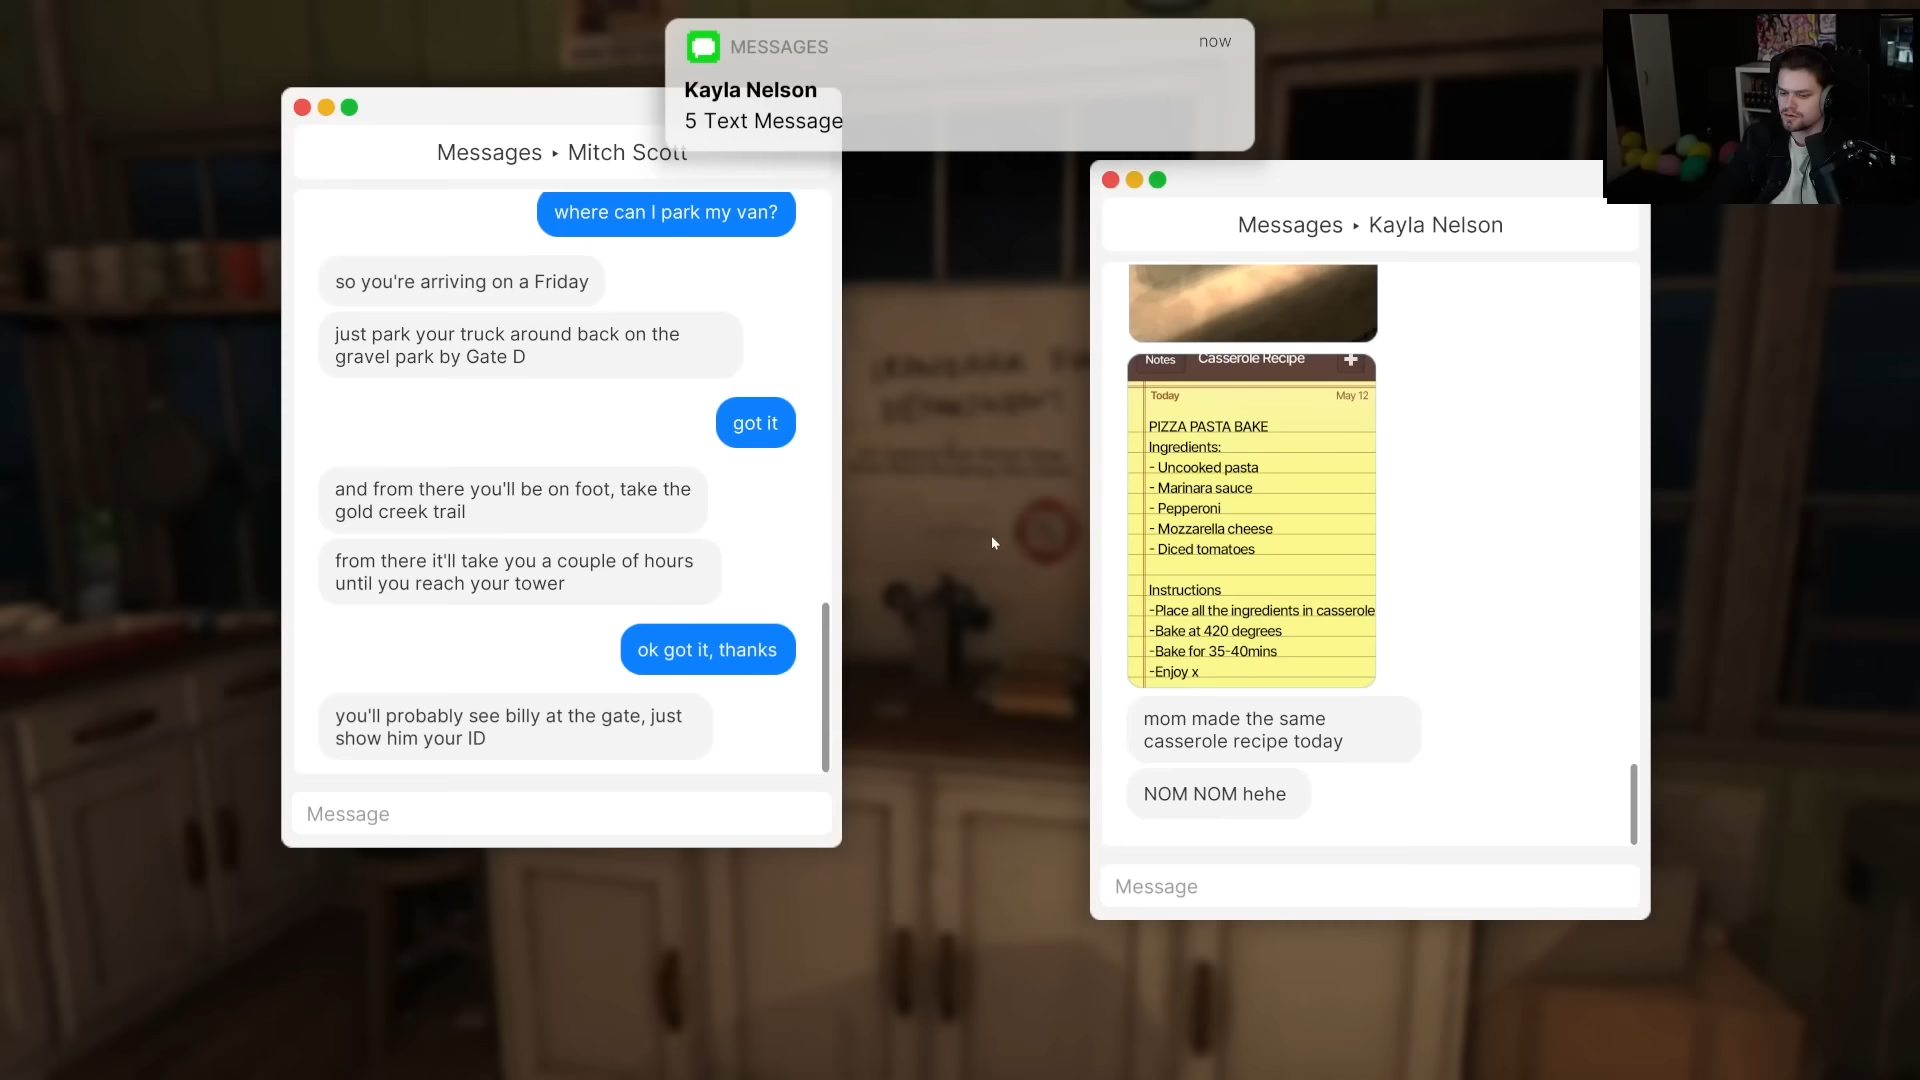 MESSAGES
now
Kayla Nelson
5 Text Message
Messages ▸ Mitch Scott
where can I park my van?
so you're arriving on a Friday
just park your truck around back on the
gravel park by Gate D
got it
and from there you'll be on foot, take the
gold creek trail
from there it'll take you a couple of hours
until you reach your tower
ok got it, thanks
you'll probably see billy at the gate, just
show him your ID
Message
Messages ▸ Kayla Nelson
Notes
Casserole Recipe
+
Today
May 12
PIZZA PASTA BAKE
Ingredients:
- Uncooked pasta
- Marinara sauce
- Pepperoni
- Mozzarella cheese
- Diced tomatoes
Instructions
-Place all the ingredients in casserole
-Bake at 420 degrees
-Bake for 35-40mins
-Enjoy x
mom made the same
casserole recipe today
NOM NOM hehe
Message